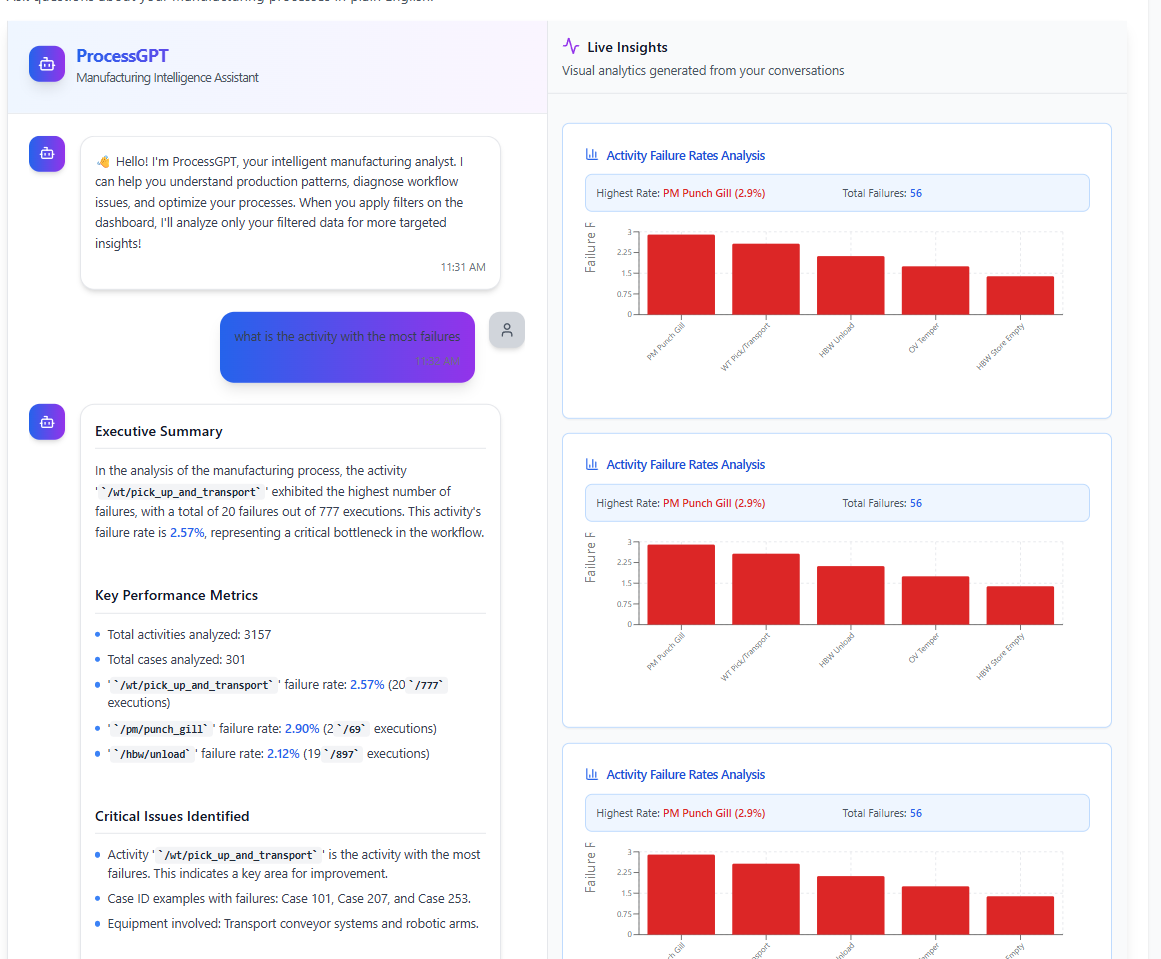 ProcessGPT
Manufacturing Intelligence Assistant
👋 Hello! I'm ProcessGPT, your intelligent manufacturing analyst. I
can help you understand production patterns, diagnose workflow
issues, and optimize your processes. When you apply filters on the
dashboard, I'll analyze only your filtered data for more targeted
insights!
11:31 AM
what is the activity with the most failures
11:32 AM
Executive Summary
In the analysis of the manufacturing process, the activity
'`/wt/pick_up_and_transport`' exhibited the highest number of
failures, with a total of 20 failures out of 777 executions. This activity's
failure rate is 2.57%, representing a critical bottleneck in the workflow.
Key Performance Metrics
Total activities analyzed: 3157
Total cases analyzed: 301
'`/wt/pick_up_and_transport`' failure rate: 2.57% (20`/777`
executions)
'`/pm/punch_gill`' failure rate: 2.90% (2`/69` executions)
'`/hbw/unload`' failure rate: 2.12% (19`/897` executions)
Critical Issues Identified
Activity '`/wt/pick_up_and_transport`' is the activity with the most
failures. This indicates a key area for improvement.
Case ID examples with failures: Case 101, Case 207, and Case 253.
Equipment involved: Transport conveyor systems and robotic arms.
Live Insights
Visual analytics generated from your conversations
Activity Failure Rates Analysis
Highest Rate: PM Punch Gill (2.9%) Total Failures: 56
Failure F
3
2.25
1.5
0.75
0
PM Punch Gill
WT Pick/Transport
HBW Unload
OV Temper
HBW Store Empty
Activity Failure Rates Analysis
Highest Rate: PM Punch Gill (2.9%) Total Failures: 56
Failure F
3
2.25
1.5
0.75
0
PM Punch Gill
WT Pick/Transport
HBW Unload
OV Temper
HBW Store Empty
Activity Failure Rates Analysis
Highest Rate: PM Punch Gill (2.9%) Total Failures: 56
Failure F
3
2.25
1.5
0.75
0
Gill
nsport
nload
mper
Empty